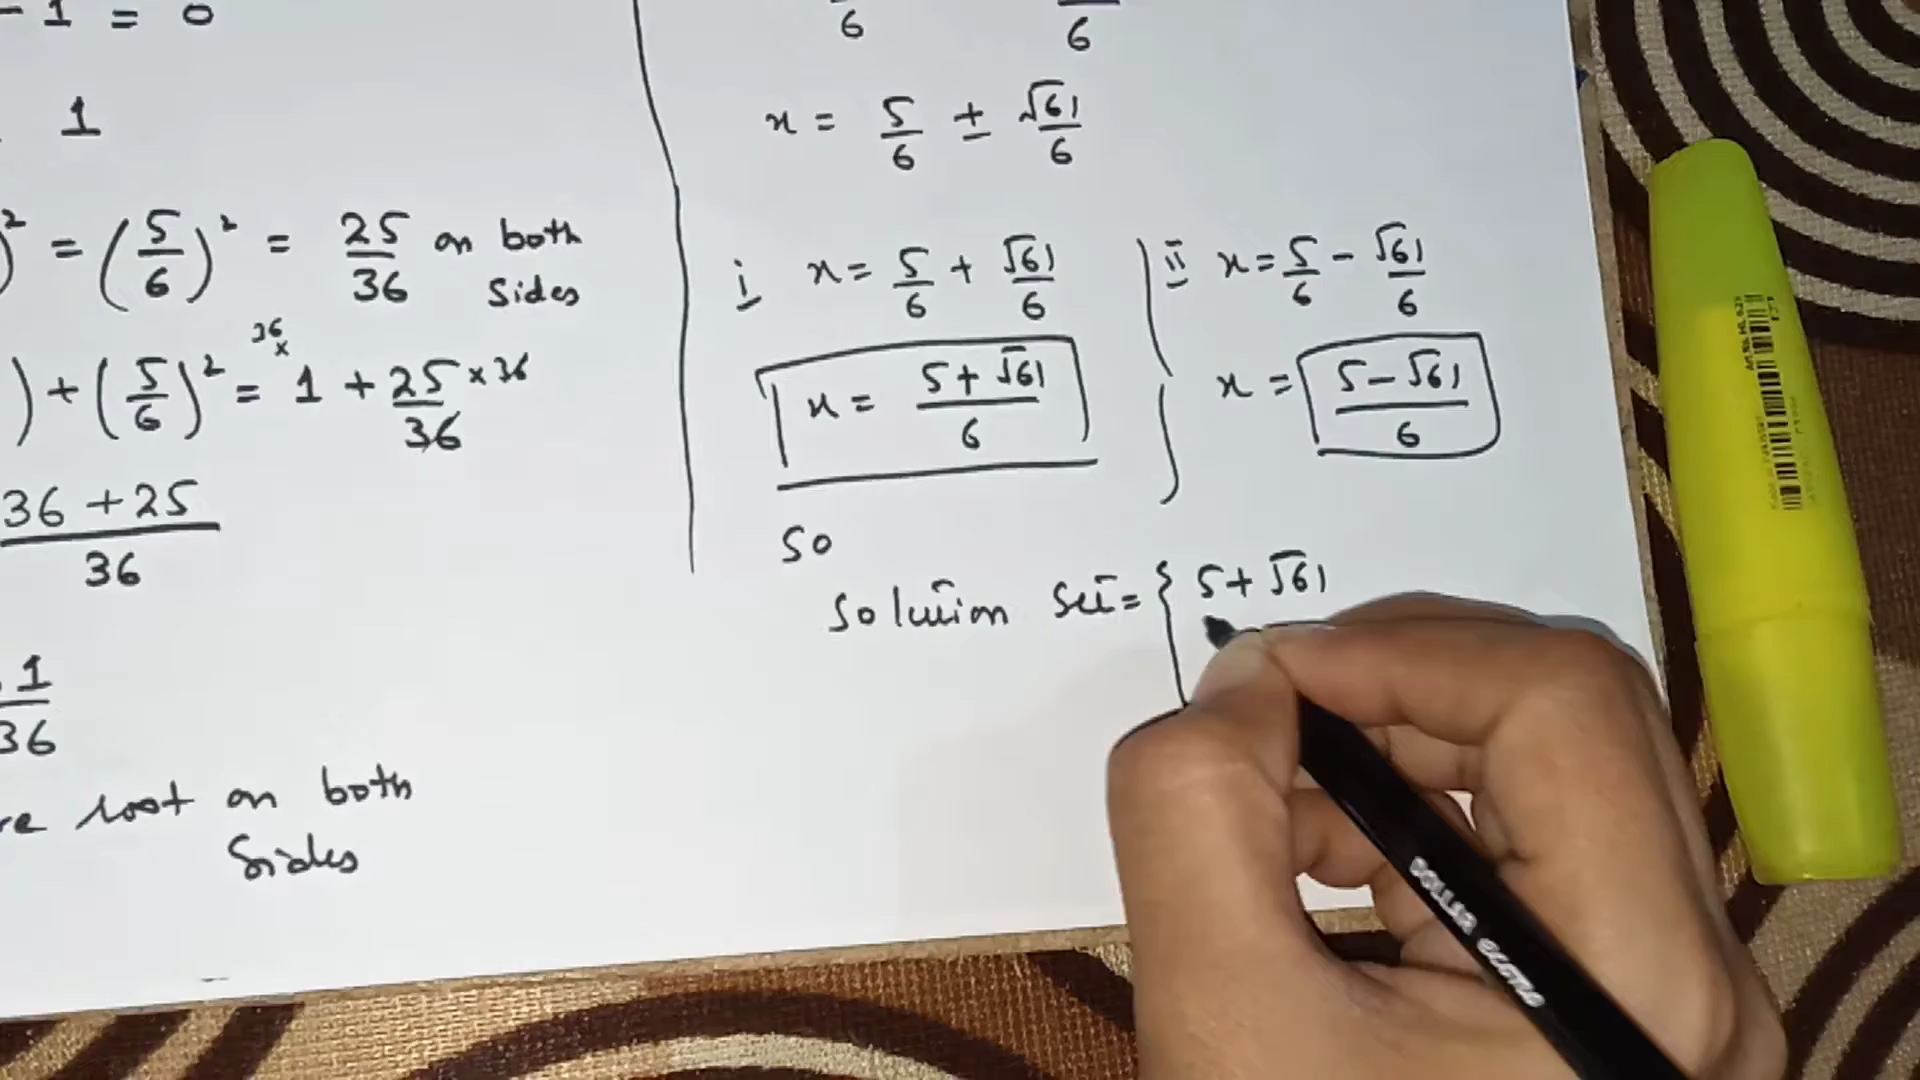 - 1 = 0
1
)² = (5/6)² = 25/36 on both
sides
) + (5/6)² = 36× 1 + 25/36 × 36
36 + 25
36
1
36
re root on both
Sides
6 6
x = 5/6 ± √61/6
i x = 5/6 + √61/6
x = 5 + √61 / 6
ii x = 5/6 - √61/6
x = 5 - √61 / 6
so
Solution Set = { 5 + √61
DOLLAR